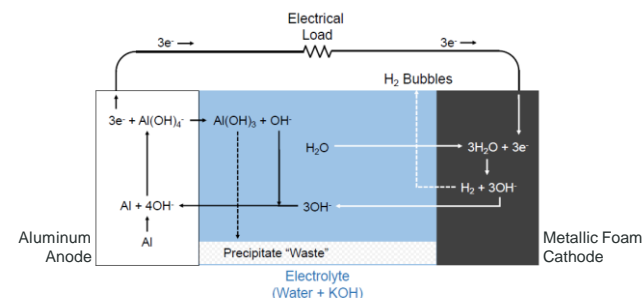 Electrical
Load
3e⁻
3e⁻
H₂ Bubbles
3e⁻ + Al(OH)₄⁻
Al(OH)₃ + OH⁻
H₂O
3H₂O + 3e⁻
H₂ + 3OH⁻
Al + 4OH⁻
3OH⁻
Al
Aluminum
Anode
Precipitate “Waste”
Metallic Foam
Cathode
Electrolyte
(Water + KOH)